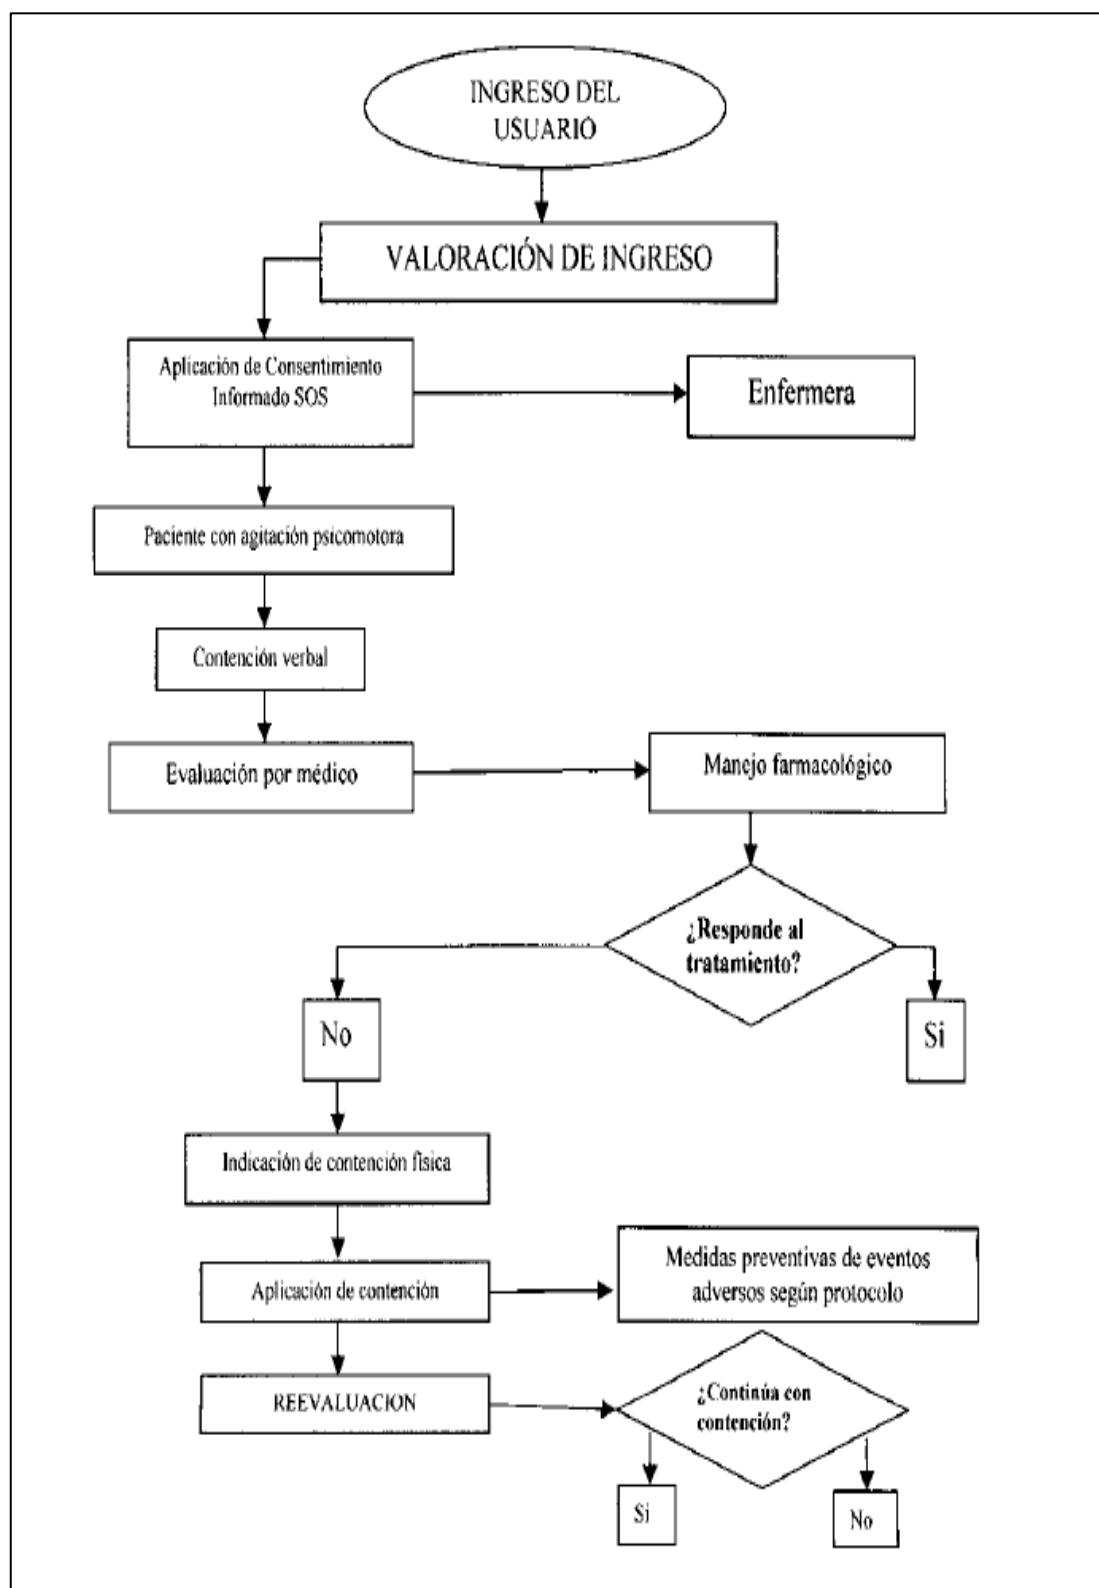 INGRESO DEL
USUARIO
VALORACIÓN DE INGRESO
Aplicación de Consentimiento
Informado SOS
Enfermera
Paciente con agitación psicomotora
Contención verbal
Evaluación por médico
Manejo farmacológico
¿Responde al
tratamiento?
No
Si
Indicación de contención física
Aplicación de contención
Medidas preventivas de eventos
adversos según protocolo
REEVALUACION
¿Continúa con
contención?
Si
No